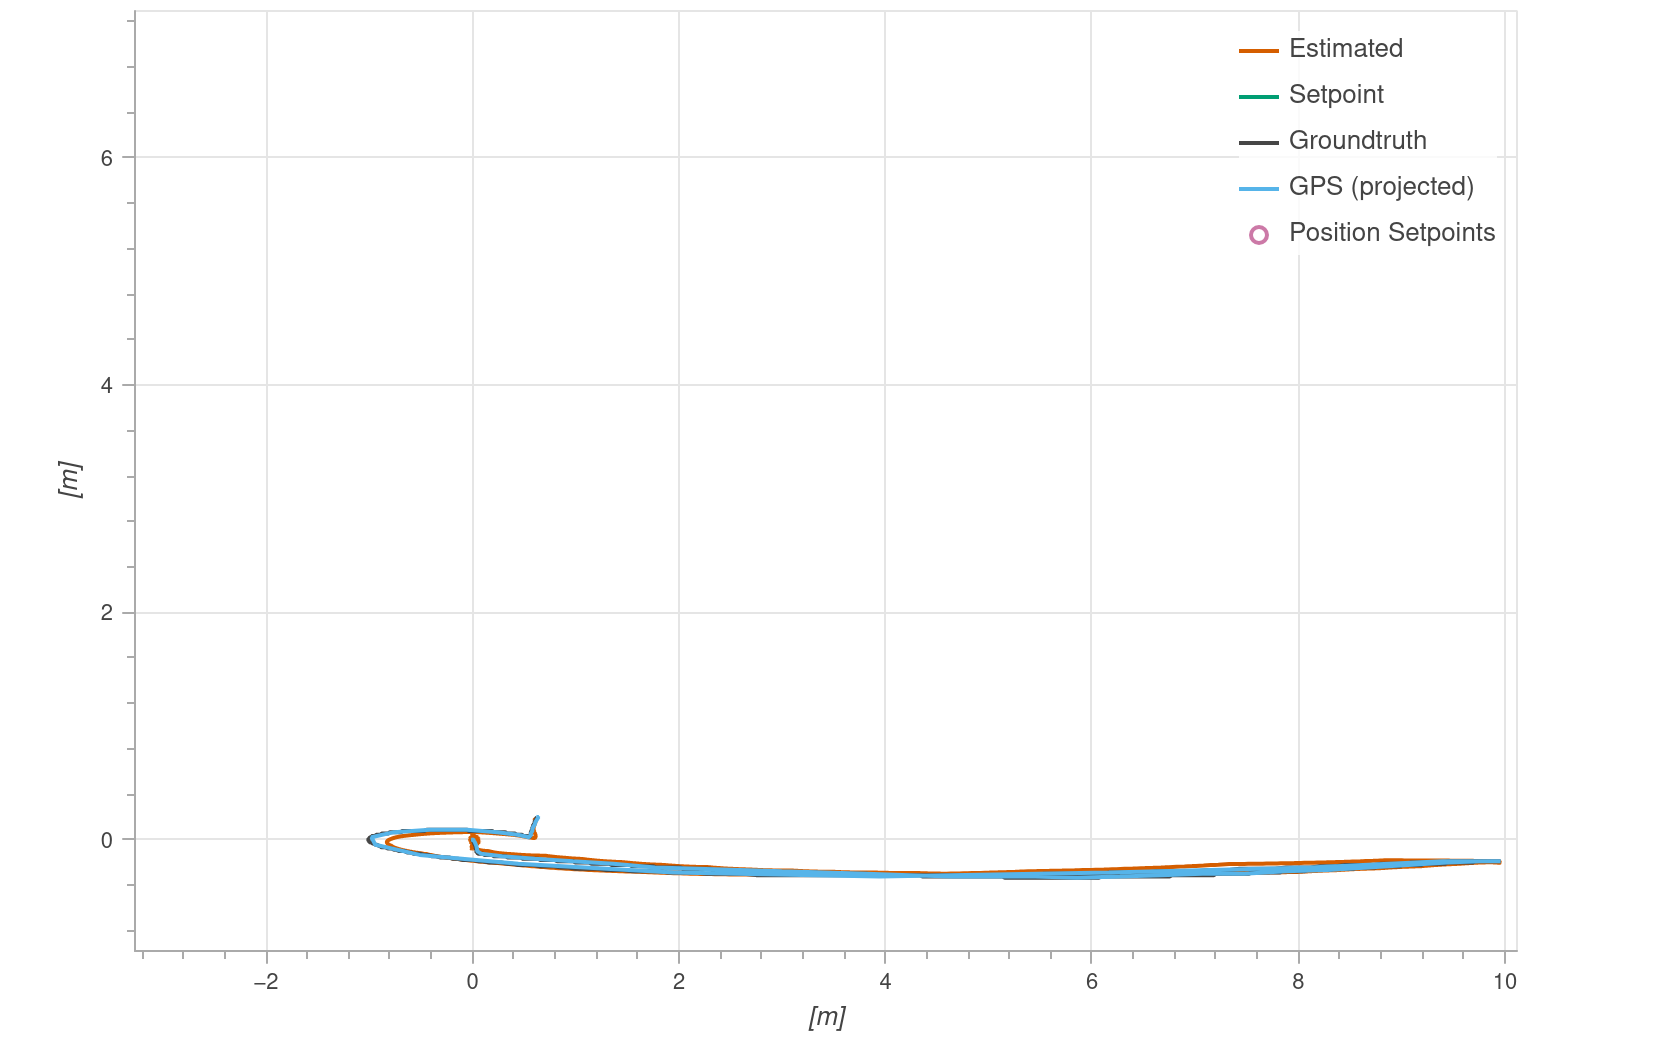 Estimated
Setpoint
Groundtruth
GPS (projected)
Position Setpoints
6
4
2
0
[m]
−2
0
2
4
6
8
10
[m]